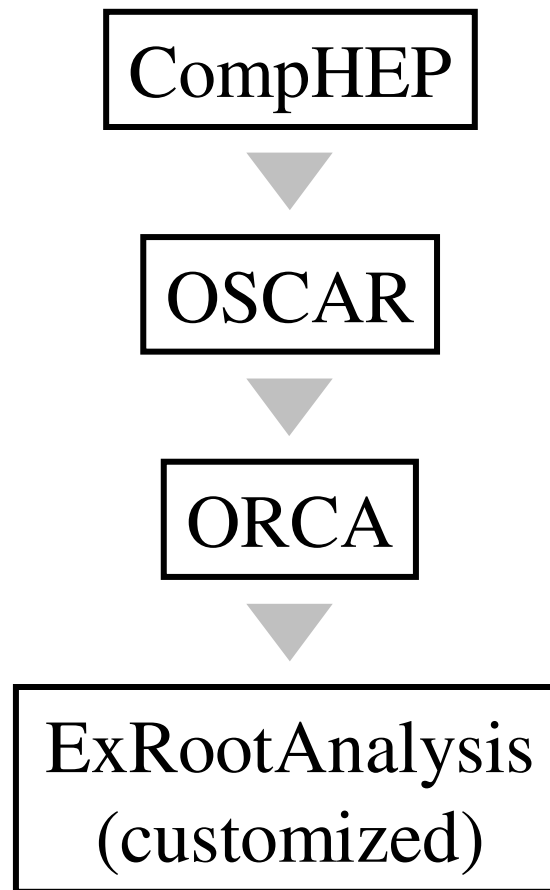 CompHEP
OSCAR
ORCA
ExRootAnalysis
(customized)